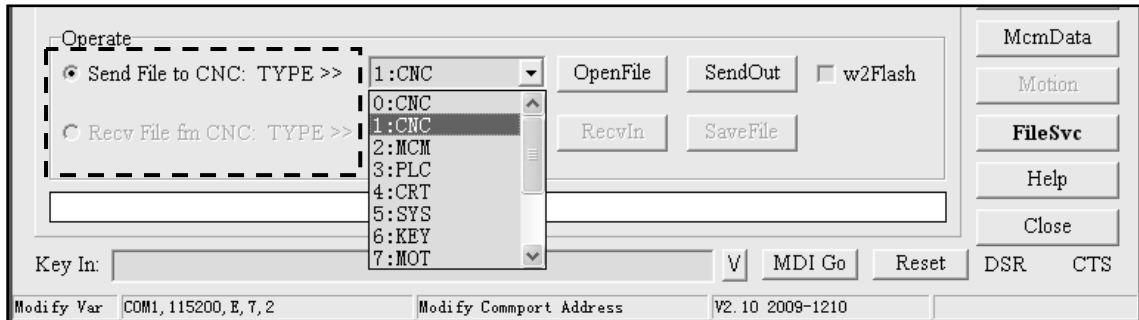 Operate
Send File to CNC: TYPE >> 1:CNC OpenFile SendOut w2Flash
0:CNC
1:CNC
2:MCM
3:PLC
4:CRT
5:SYS
6:KEY
7:MOT
Recv File fm CNC: TYPE >> RecvIn SaveFile
McmData
Motion
FileSvc
Help
Close
Key In: V MDI Go Reset DSR CTS
Modify Var COM1, 115200, E, 7, 2 Modify Commport Address V2.10 2009-1210